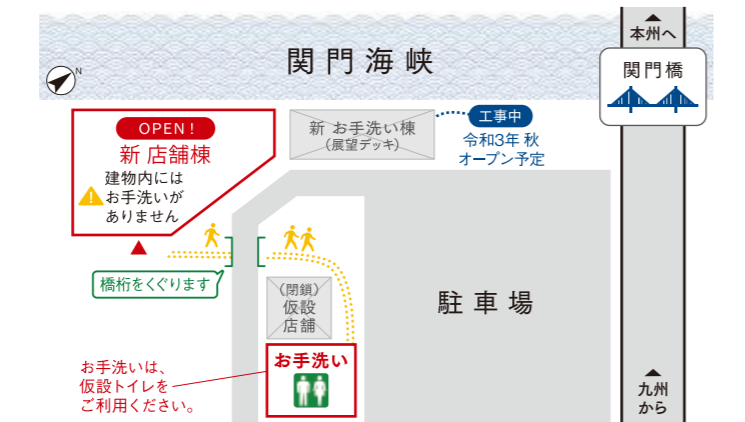 本州へ
関門海峡
関門橋
N
OPEN！
新 店舗棟
建物内には
お手洗いが
ありません
新 お手洗い棟
（展望デッキ）
工事中
令和3年 秋
オープン予定
橋桁をくぐります
（閉鎖）
仮設
店舗
駐車場
お手洗い
お手洗いは、
仮設トイレを
ご利用ください。
九州
から